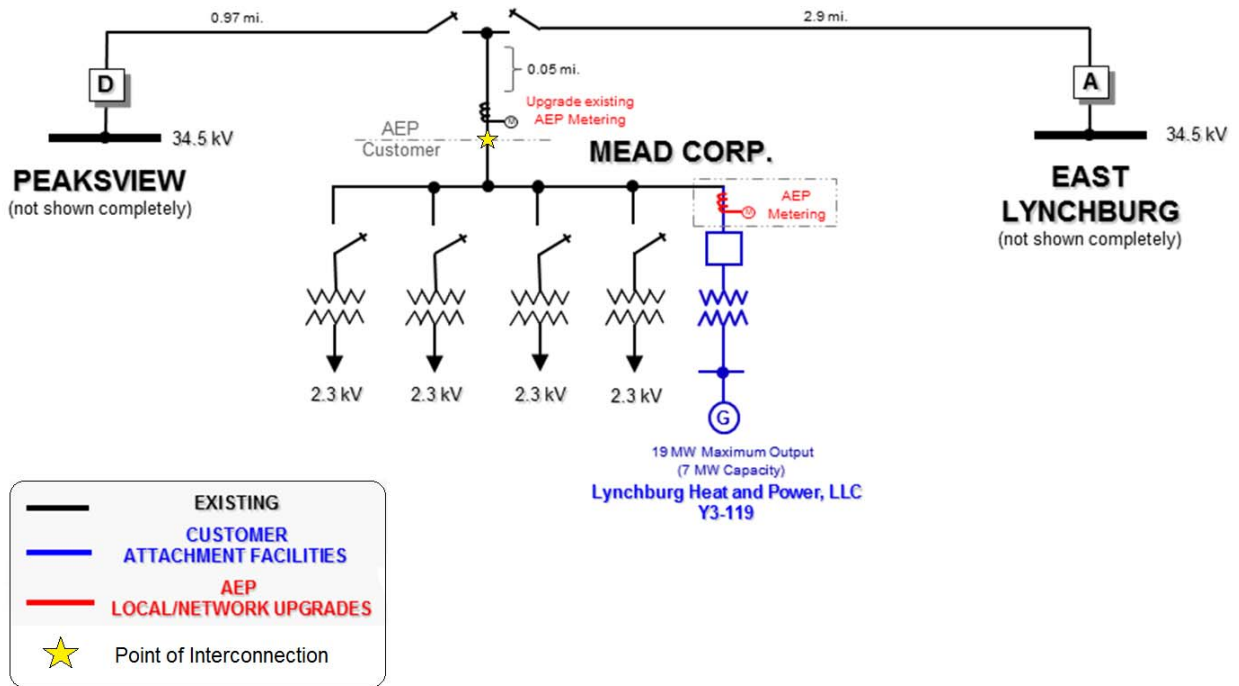 0.97 mi.
2.9 mi.
0.05 mi.
D
A
Upgrade existing
AEP Metering
M
34.5 kV
34.5 kV
AEP
Customer
MEAD CORP.
PEAKSVIEW
(not shown completely)
EAST
LYNCHBURG
(not shown completely)
AEP
Metering
M
2.3 kV
2.3 kV
2.3 kV
2.3 kV
G
19 MW Maximum Output
(7 MW Capacity)
Lynchburg Heat and Power, LLC
Y3-119
EXISTING
CUSTOMER
ATTACHMENT FACILITIES
AEP
LOCAL/NETWORK UPGRADES
Point of Interconnection